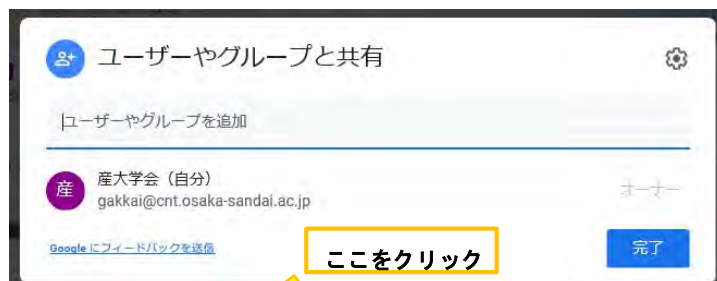 ユーザーやグループと共有
ユーザーやグループを追加
産
産大学会（自分）
オーナー
gakkai@cnt.osaka-sandai.ac.jp
Google にフィードバックを送信
ここをクリック
完了